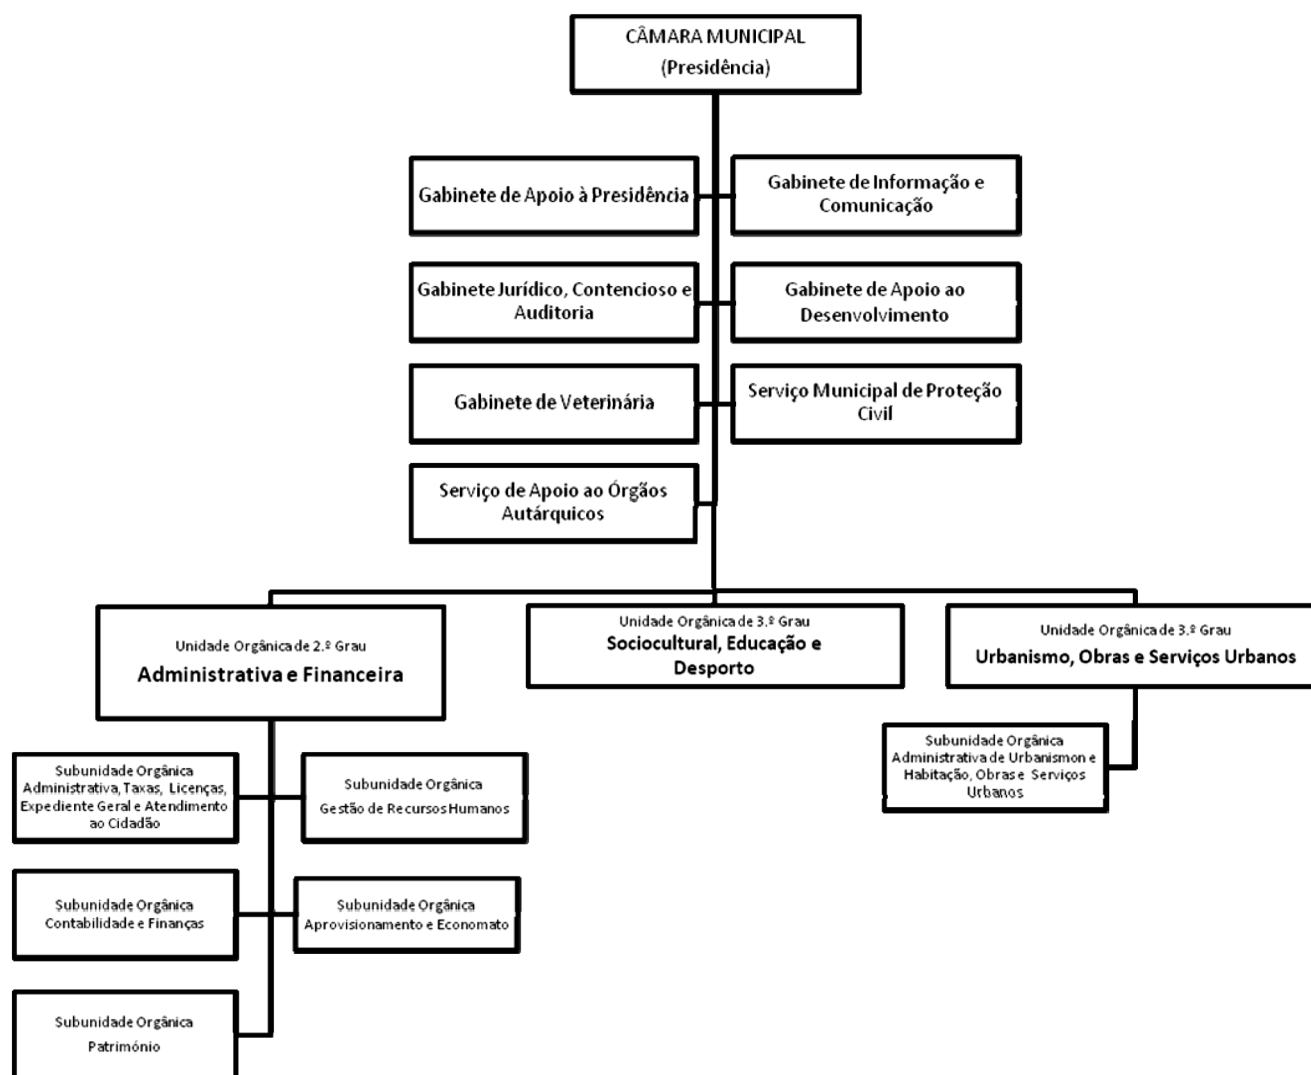 CÂMARA MUNICIPAL
(Presidência)
Gabinete de Apoio à Presidência
Gabinete de Informação e
Comunicação
Gabinete Jurídico, Contencioso e
Auditoria
Gabinete de Apoio ao
Desenvolvimento
Gabinete de Veterinária
Serviço Municipal de Proteção
Civil
Serviço de Apoio ao Órgãos
Autárquicos
Unidade Orgânica de 2.º Grau
Administrativa e Financeira
Unidade Orgânica de 3.º Grau
Sociocultural, Educação e
Desporto
Unidade Orgânica de 3.º Grau
Urbanismo, Obras e Serviços Urbanos
Subunidade Orgânica
Administrativa, Taxas, Licenças,
Expediente Geral e Atendimento
ao Cidadão
Subunidade Orgânica
Gestão de Recursos Humanos
Subunidade Orgânica
Administrativa de Urbanismon e
Habitação, Obras e Serviços
Urbanos
Subunidade Orgânica
Contabilidade e Finanças
Subunidade Orgânica
Aprovisionamento e Economato
Subunidade Orgânica
Património